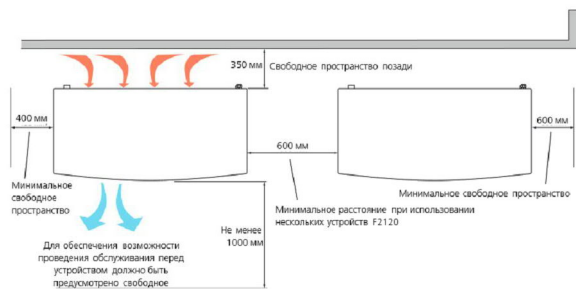 350 мм
Свободное пространство позади
400 мм
600 мм
600 мм
Минимальное
свободное
пространство
Минимальное свободное пространство
Минимальное расстояние при использовании
нескольких устройств F2120
Не менее
1000 мм
Для обеспечения возможности
проведения обслуживания перед
устройством должно быть
предусмотрено свободное